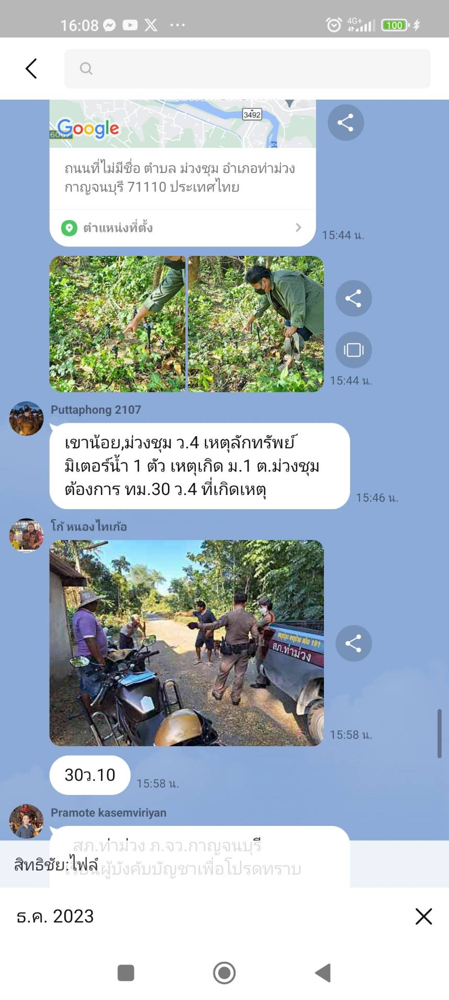 16:08
4G+
100
3492
Google
ถนนที่ไม่มีชื่อ ตำบล ม่วงชุม อำเภอท่าม่วง
กาญจนบุรี 71110 ประเทศไทย
ตำแหน่งที่ตั้ง
15:44 น.
15:44 น.
Puttaphong 2107
เขาน้อย,ม่วงชุม ว.4 เหตุลักทรัพย์
มิเตอร์น้ำ 1 ตัว เหตุเกิด ม.1 ต.ม่วงชุม
ต้องการ ทม.30 ว.4 ที่เกิดเหตุ
15:46 น.
โก้ หนองไทเก้อ
191
สภ.ท่าม่วง
15:58 น.
30ว.10
15:58 น.
Pramote kasemviriyan
สภ.ท่าม่วง ภ.จว.กาญจนบุรี
เรียนผู้บังคับบัญชาเพื่อโปรดทราบ
สิทธิชัย:ไฟล์
ธ.ค. 2023